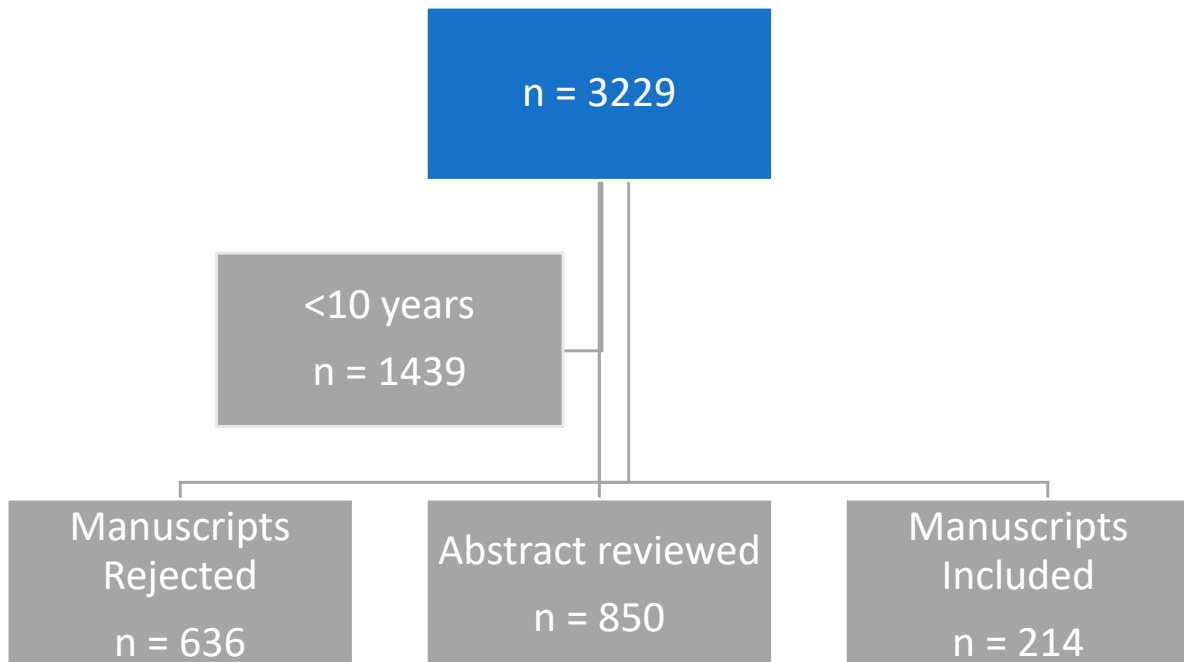 n = 3229
<10 years
n = 1439
Manuscripts
Rejected
n = 636
Abstract reviewed
n = 850
Manuscripts
Included
n = 214